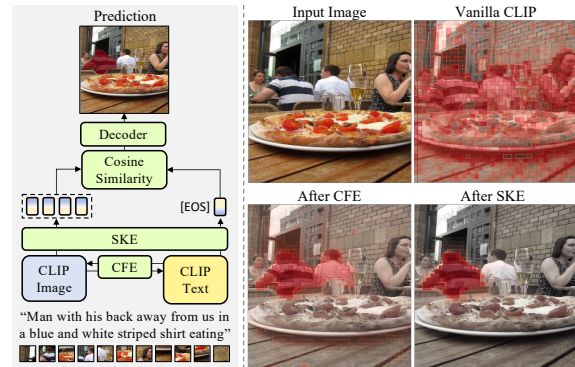 Prediction
Decoder
Cosine
Similarity
[EOS]
SKE
CLIP
Image
CFE
CLIP
Text
“Man with his back away from us in
a blue and white striped shirt eating”
Input Image
Vanilla CLIP
After CFE
After SKE